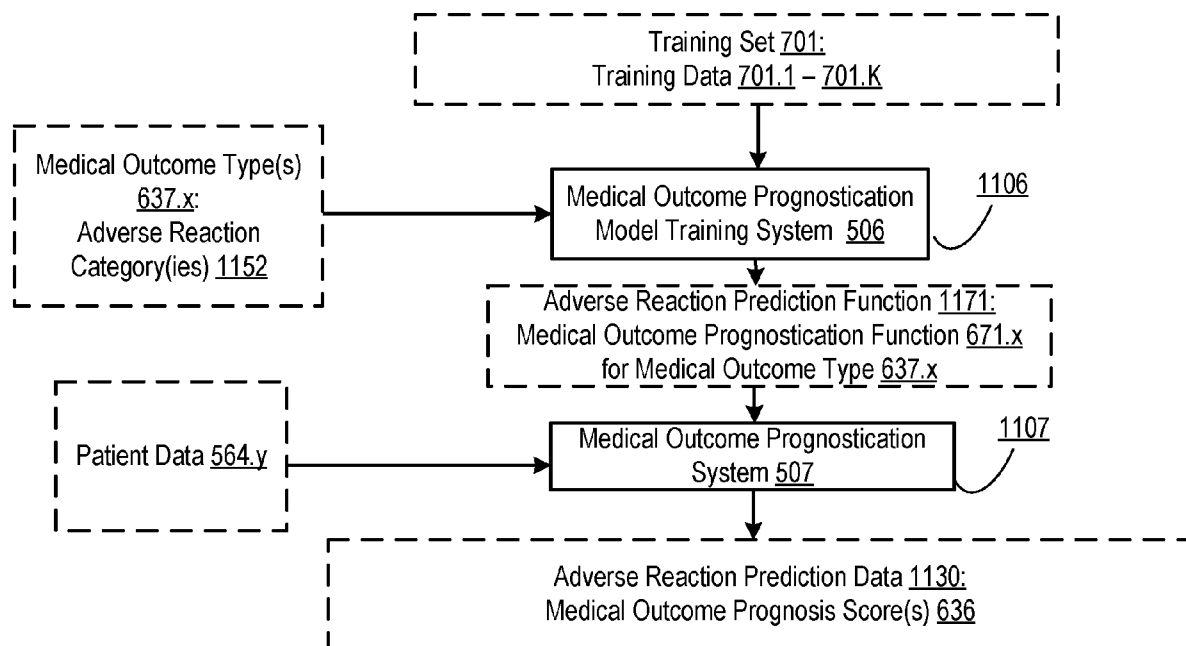 Training Set 701:
Training Data 701.1 – 701.K
Medical Outcome Type(s)
637.x:
Adverse Reaction
Category(ies) 1152
Medical Outcome Prognostication
Model Training System 506
1106
Adverse Reaction Prediction Function 1171:
Medical Outcome Prognostication Function 671.x
for Medical Outcome Type 637.x
Patient Data 564.y
Medical Outcome Prognostication
System 507
1107
Adverse Reaction Prediction Data 1130:
Medical Outcome Prognosis Score(s) 636